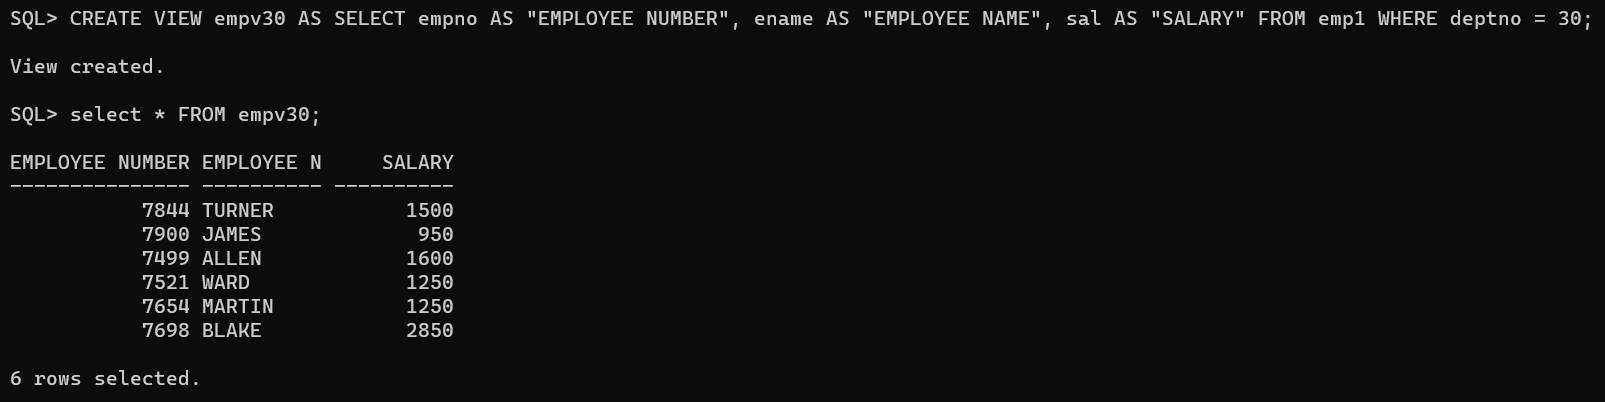 SQL> CREATE VIEW empv30 AS SELECT empno AS "EMPLOYEE NUMBER", ename AS "EMPLOYEE NAME", sal AS "SALARY" FROM emp1 WHERE deptno = 30;
View created.
SQL> select * FROM empv30;
EMPLOYEE NUMBER EMPLOYEE N     SALARY
--------------- ---------- ----------
           7844 TURNER           1500
           7900 JAMES             950
           7499 ALLEN            1600
           7521 WARD             1250
           7654 MARTIN           1250
           7698 BLAKE            2850
6 rows selected.